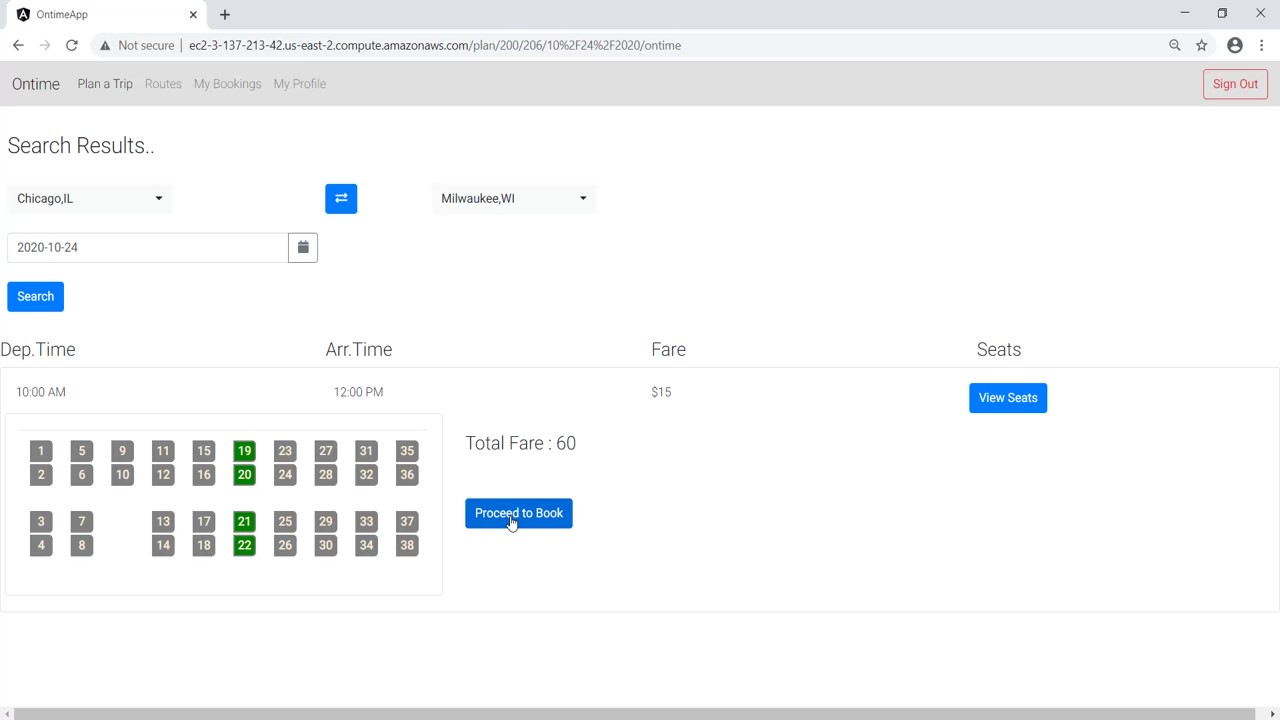 OntimeApp
Not secure | ec2-3-137-213-42.us-east-2.compute.amazonaws.com/plan/200/206/10%2F24%2F2020/ontime
Ontime Plan a Trip Routes My Bookings My Profile Sign Out
Search Results..
Chicago,IL Milwaukee,WI
2020-10-24
Search
Dep.Time Arr.Time Fare Seats
10:00 AM 12:00 PM $15 View Seats
1 5 9 11 15 19 23 27 31 35
2 6 10 12 16 20 24 28 32 36
3 7 13 17 21 25 29 33 37
4 8 14 18 22 26 30 34 38
Total Fare : 60
Proceed to Book